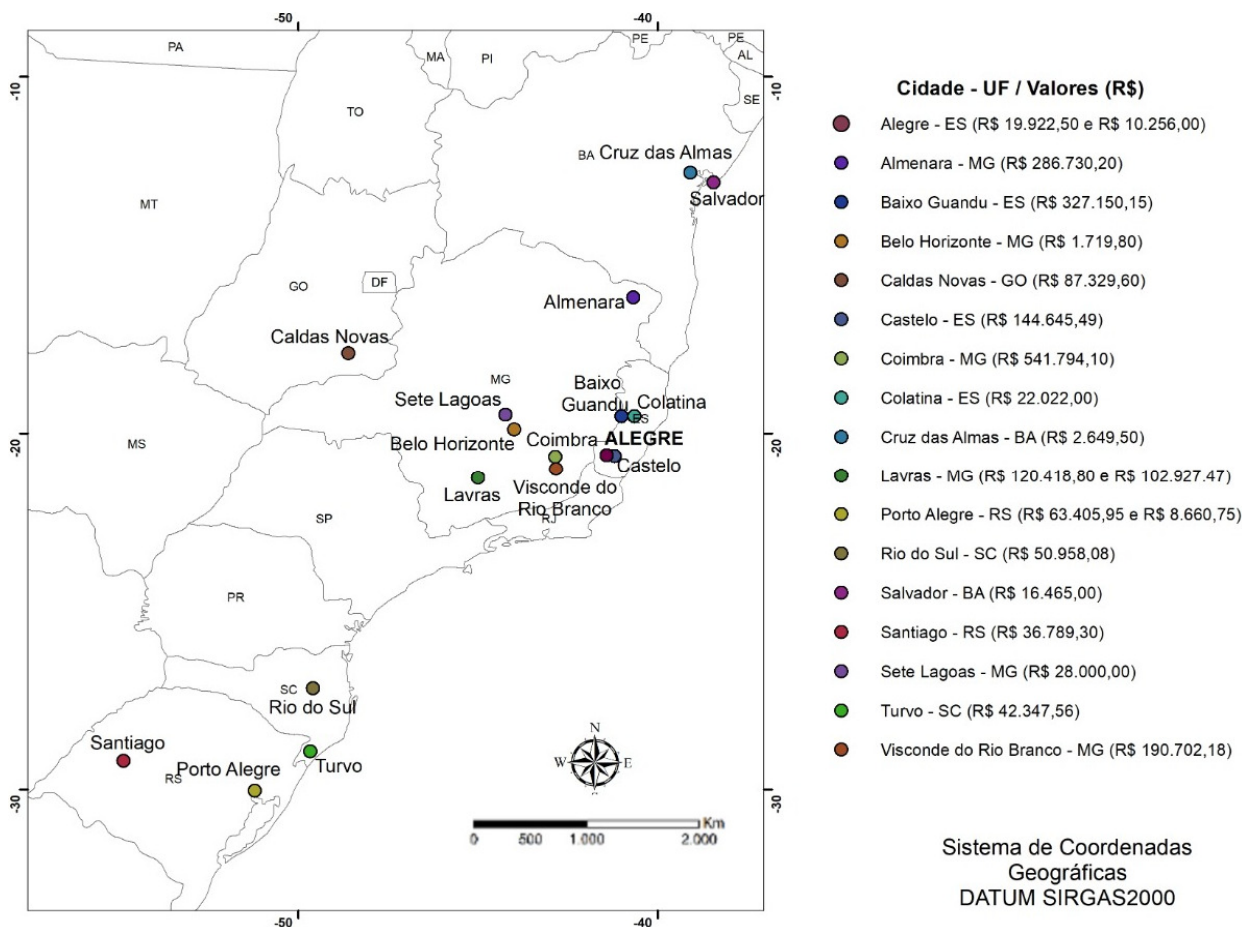 -50
-40
PA
MA
PI
PE
PE
AL
-10
-10
SE
TO
BA Cruz das Almas
MT
Salvador
GO
DF
Almenara
Caldas Novas
MG
Baixo
Guandu
Colatina
Sete Lagoas
ES
MS
-20
-20
Belo Horizonte
Coimbra
ALEGRE
Castelo
Lavras
Visconde do
Rio Branco
SP
RJ
PR
SC
Rio do Sul
Santiago
Porto Alegre
RS
Turvo
N
W
E
S
-30
-30
Km
0
500
1.000
2.000
-50
-40
Cidade - UF / Valores (R$)
Alegre - ES (R$ 19.922,50 e R$ 10.256,00)
Almenara - MG (R$ 286.730,20)
Baixo Guandu - ES (R$ 327.150,15)
Belo Horizonte - MG (R$ 1.719,80)
Caldas Novas - GO (R$ 87.329,60)
Castelo - ES (R$ 144.645,49)
Coimbra - MG (R$ 541.794,10)
Colatina - ES (R$ 22.022,00)
Cruz das Almas - BA (R$ 2.649,50)
Lavras - MG (R$ 120.418,80 e R$ 102.927.47)
Porto Alegre - RS (R$ 63.405,95 e R$ 8.660,75)
Rio do Sul - SC (R$ 50.958,08)
Salvador - BA (R$ 16.465,00)
Santiago - RS (R$ 36.789,30)
Sete Lagoas - MG (R$ 28.000,00)
Turvo - SC (R$ 42.347,56)
Visconde do Rio Branco - MG (R$ 190.702,18)
Sistema de Coordenadas
Geográficas
DATUM SIRGAS2000